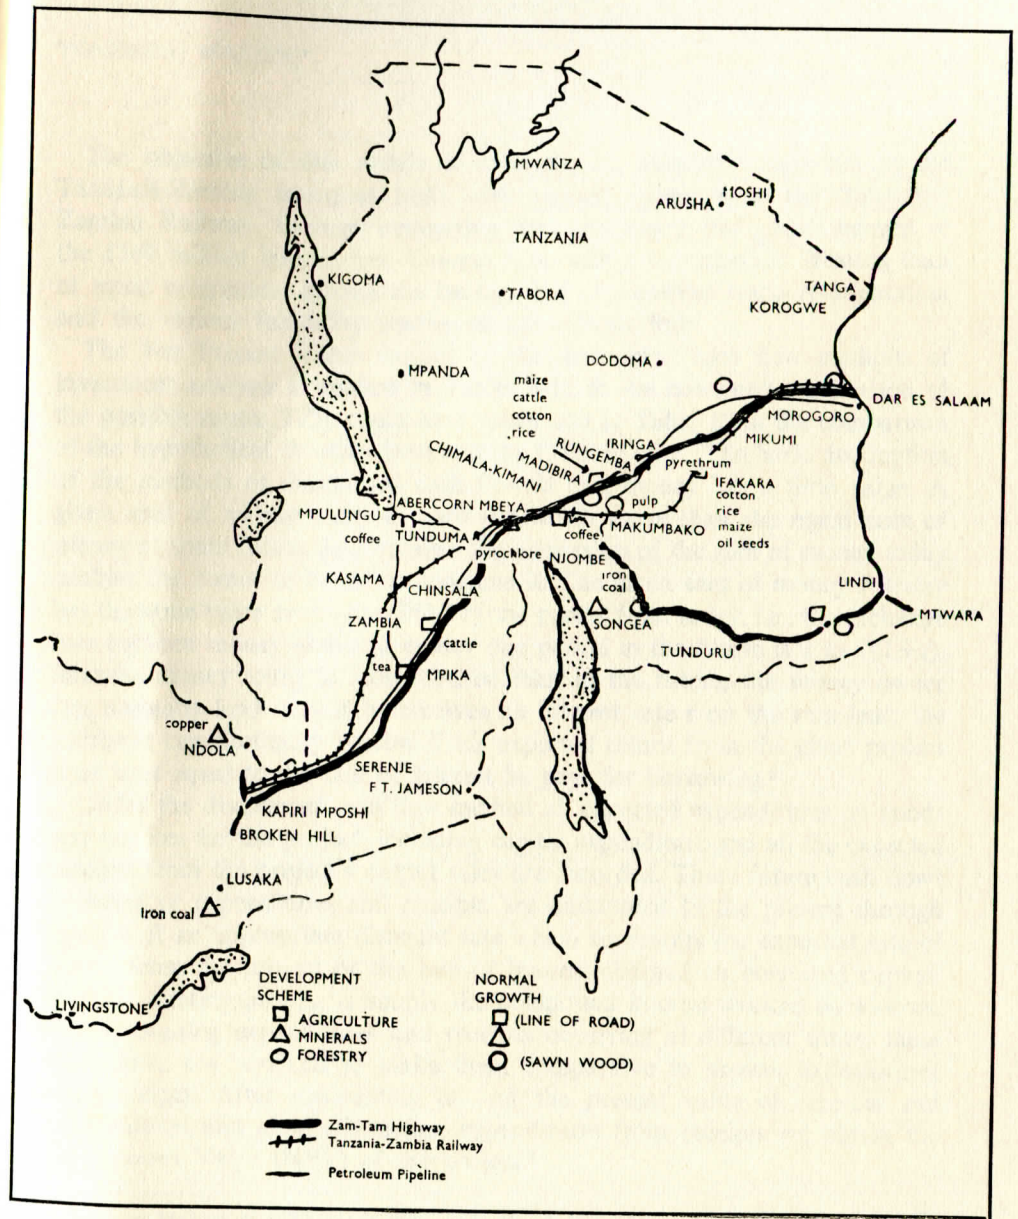 MWANZA
MOSHI
ARUSHA
TANZANIA
KIGOMA
TABORA
TANGA
KOROGWE
DODOMA
MPANDA
maize
cattle
cotton
rice
DAR ES SALAAM
MOROGORO
MIKUMI
IRINGA
RUNGEMBA
MADIBIRA
CHIMALA-KIMANI
pyrethrum
IFAKARA
cotton
rice
maize
oil seeds
pulp
ABERCORN MBEYA
MPULUNGU
coffee
TUNDUMA
MAKUMBAKO
coffee
pyrochlore
NJOMBE
KASAMA
CHINSALA
iron
coal
LINDI
ZAMBIA
SONGEA
MTWARA
cattle
TUNDURU
tea
MPIKA
copper
NDOLA
SERENJE
FT. JAMESON
KAPIRI MPOSHI
BROKEN HILL
LUSAKA
Iron coal
LIVINGSTONE
DEVELOPMENT
SCHEME
AGRICULTURE
MINERALS
FORESTRY
NORMAL
GROWTH
(LINE OF ROAD)
(SAWN WOOD)
Zam-Tam Highway
Tanzania-Zambia Railway
Petroleum Pipeline